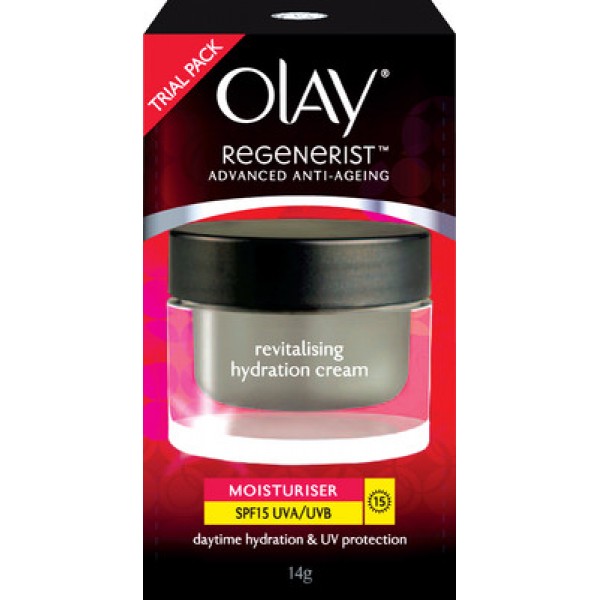 TRIAL PACK
OLAY®
REGENERIST™
ADVANCED ANTI-AGEING
revitalising
hydration cream
MOISTURISER
SPF15 UVA/UVB
15
daytime hydration & UV protection
14g